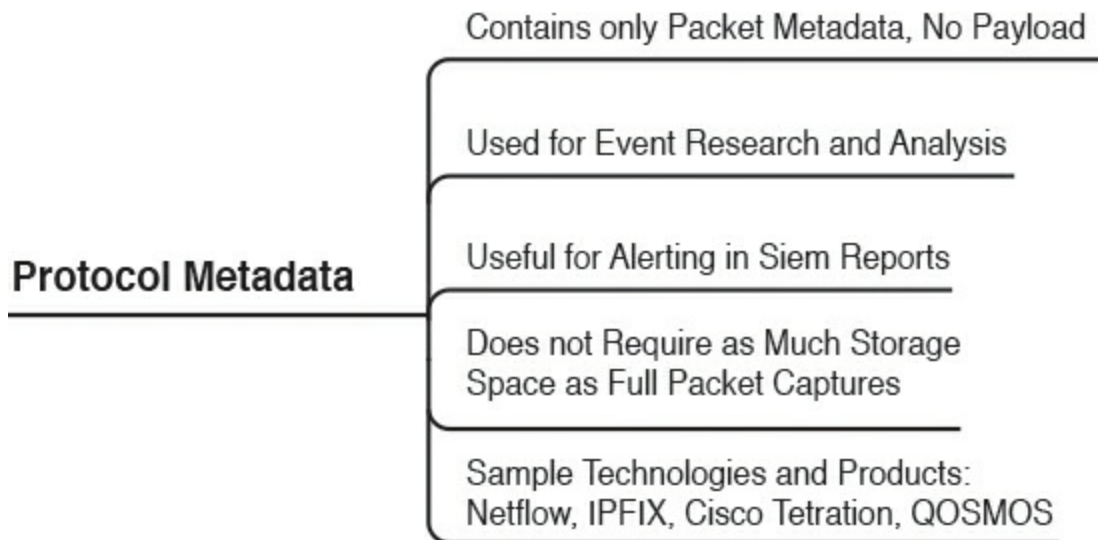 Contains only Packet Metadata, No Payload
Used for Event Research and Analysis
Useful for Alerting in Siem Reports
Protocol Metadata
Does not Require as Much Storage
Space as Full Packet Captures
Sample Technologies and Products:
Netflow, IPFIX, Cisco Tetration, QOSMOS